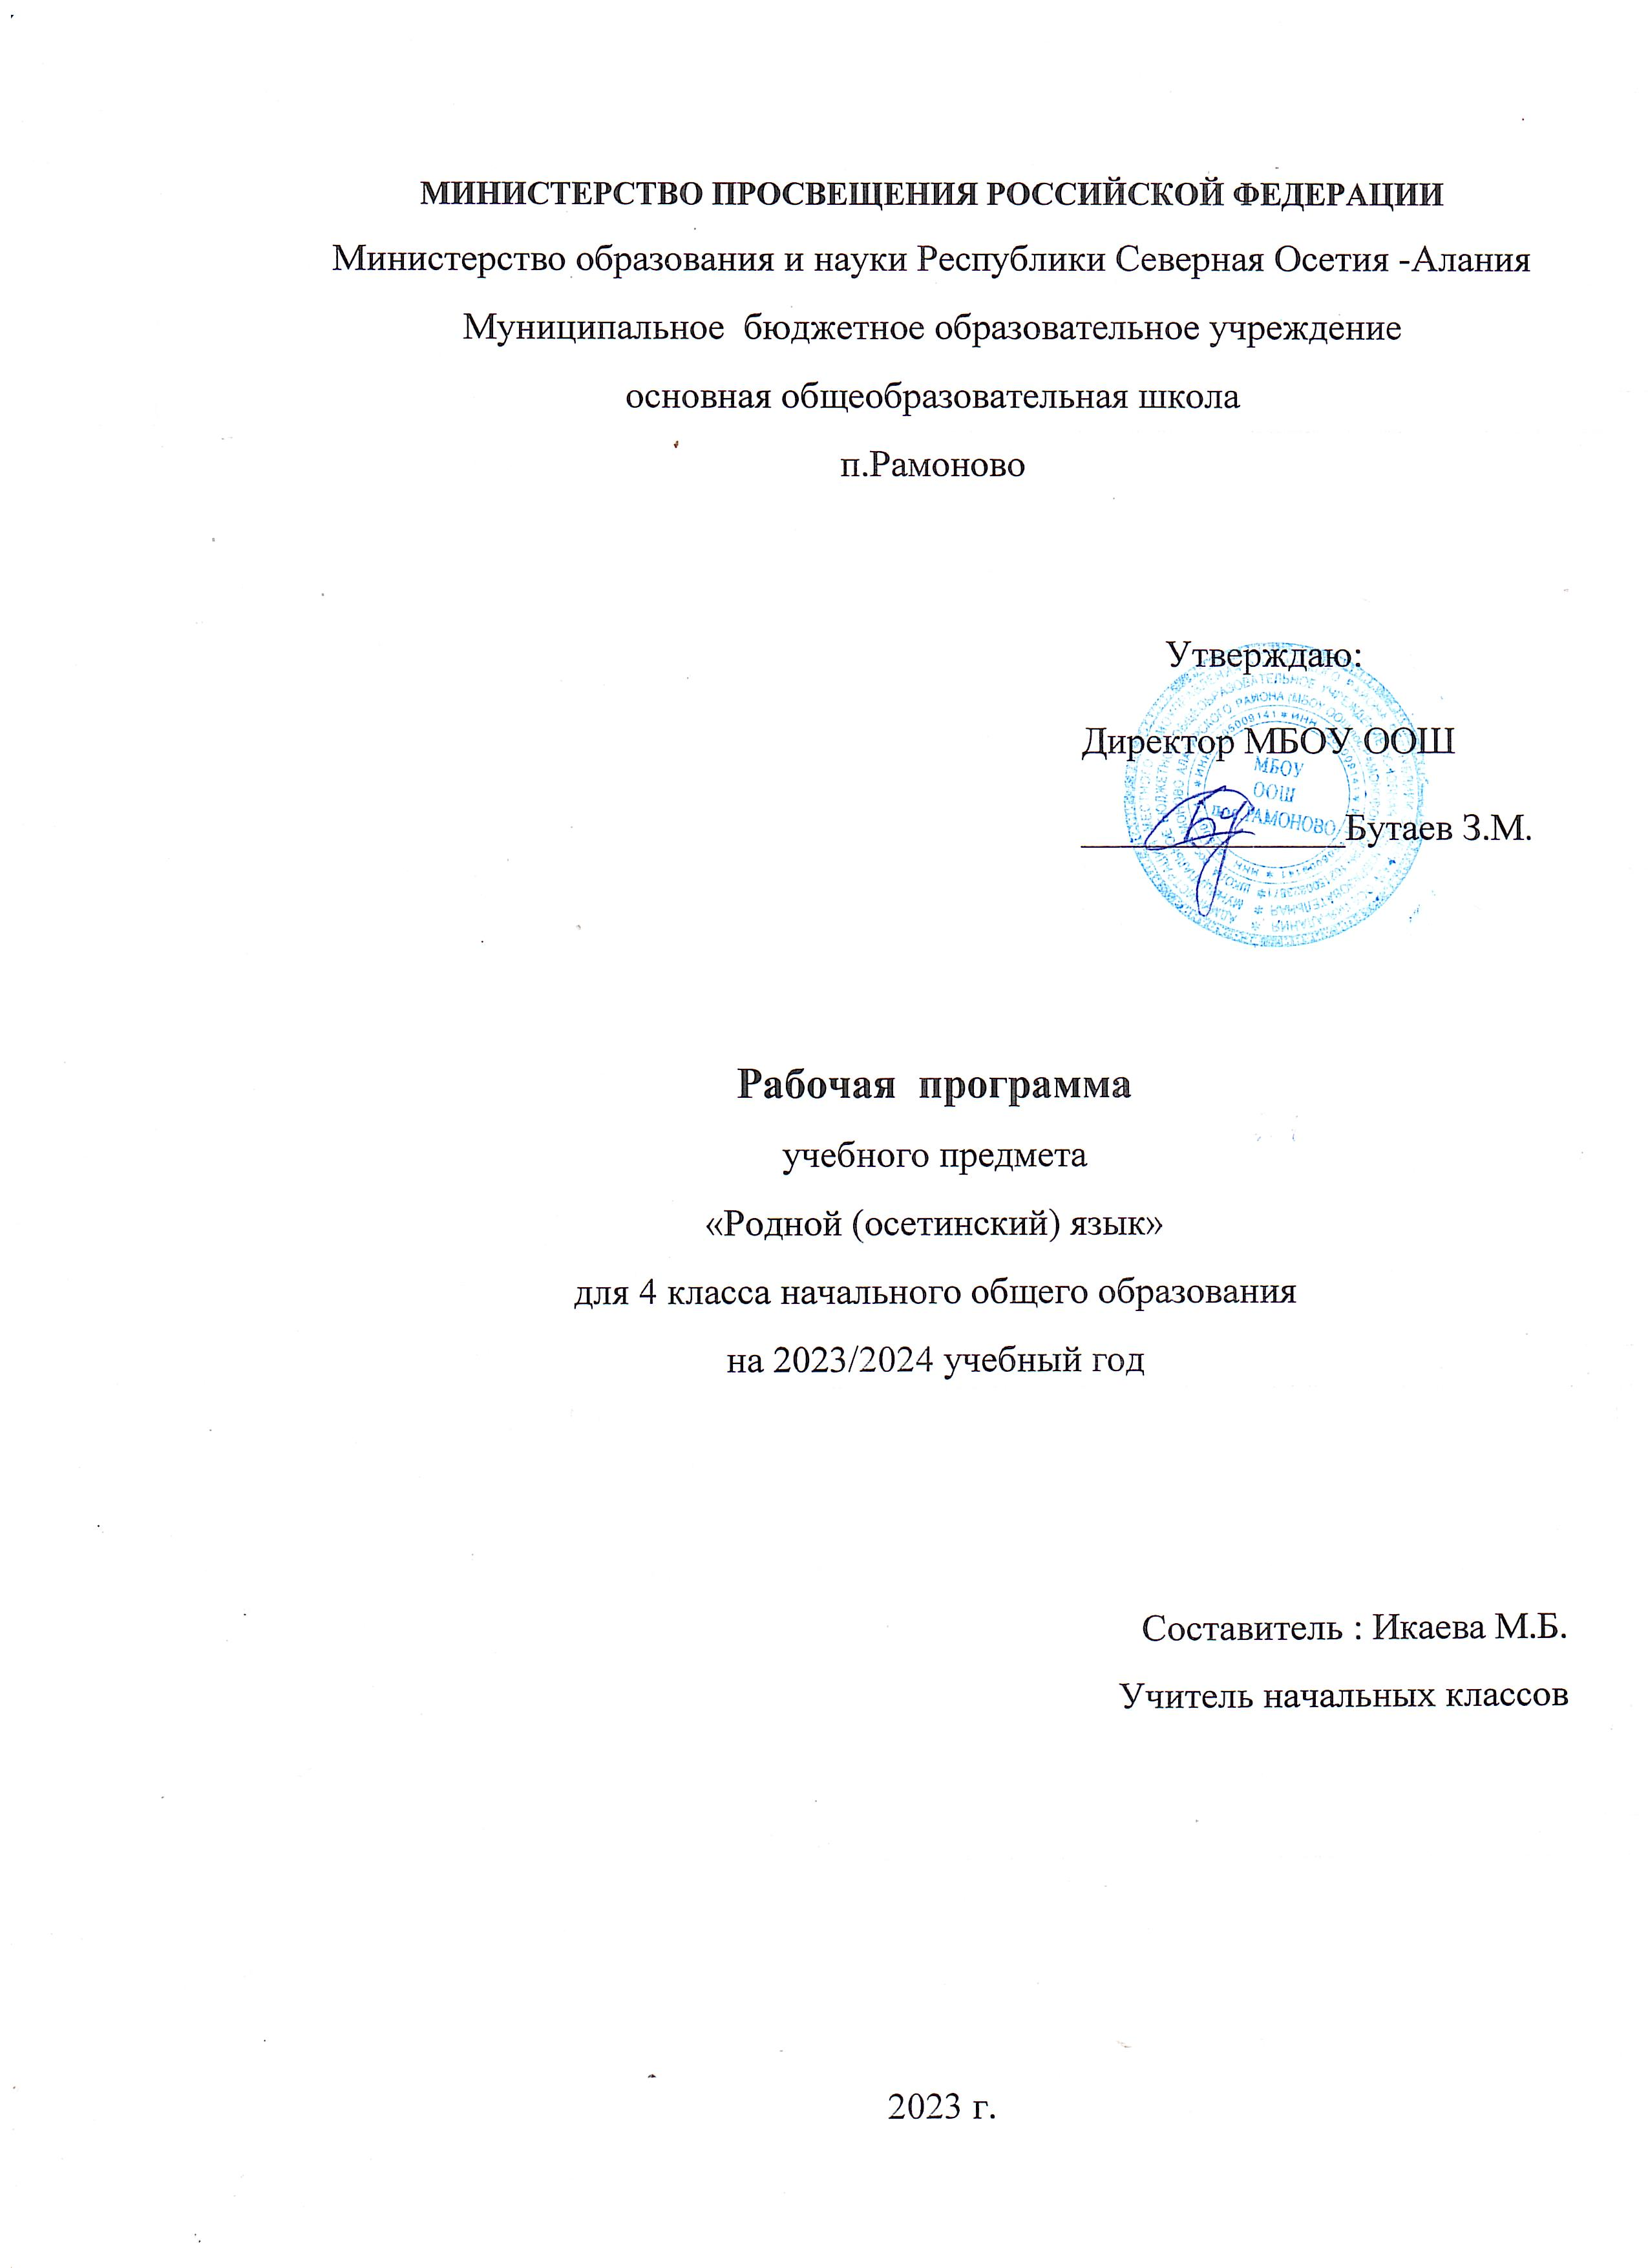 МИНИСТЕРСТВО ПРОСВЕЩЕНИЯ РОССИЙСКОЙ ФЕДЕРАЦИИ
Министерство образования и науки Республики Северная Осетия -Алания
Муниципальное  бюджетное образовательное учреждение
основная общеобразовательная школа
п.Рамоново
Утверждаю:
Директор МБОУ ООШ
МБОУ
ООШ
пос.РАМОНОВО
_______________Бутаев З.М.
Рабочая  программа
учебного предмета
«Родной (осетинский) язык»
для 4 класса начального общего образования
на 2023/2024 учебный год
Составитель : Икаева М.Б.
Учитель начальных классов
2023 г.